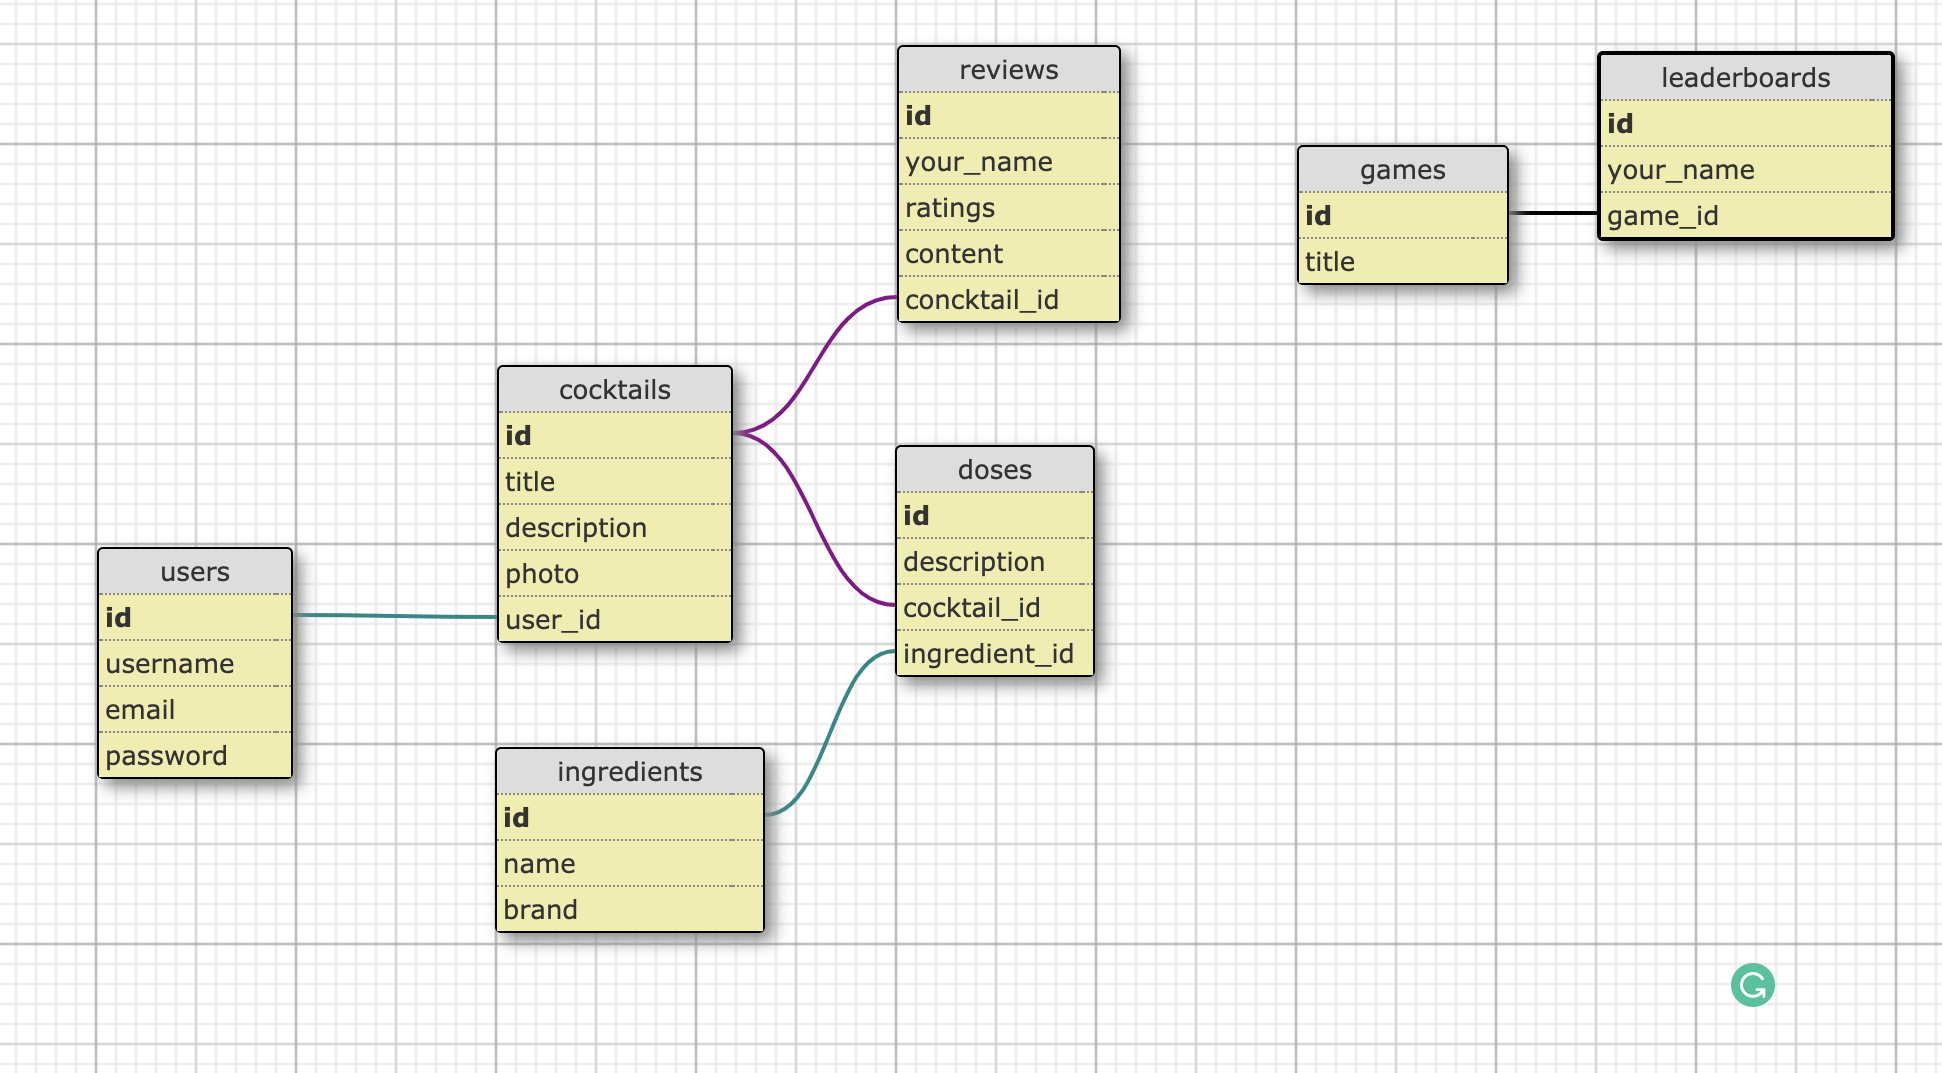 reviews
id
your_name
ratings
content
concktail_id
leaderboards
id
your_name
game_id
games
id
title
cocktails
id
title
description
photo
user_id
doses
id
description
cocktail_id
ingredient_id
users
id
username
email
password
ingredients
id
name
brand